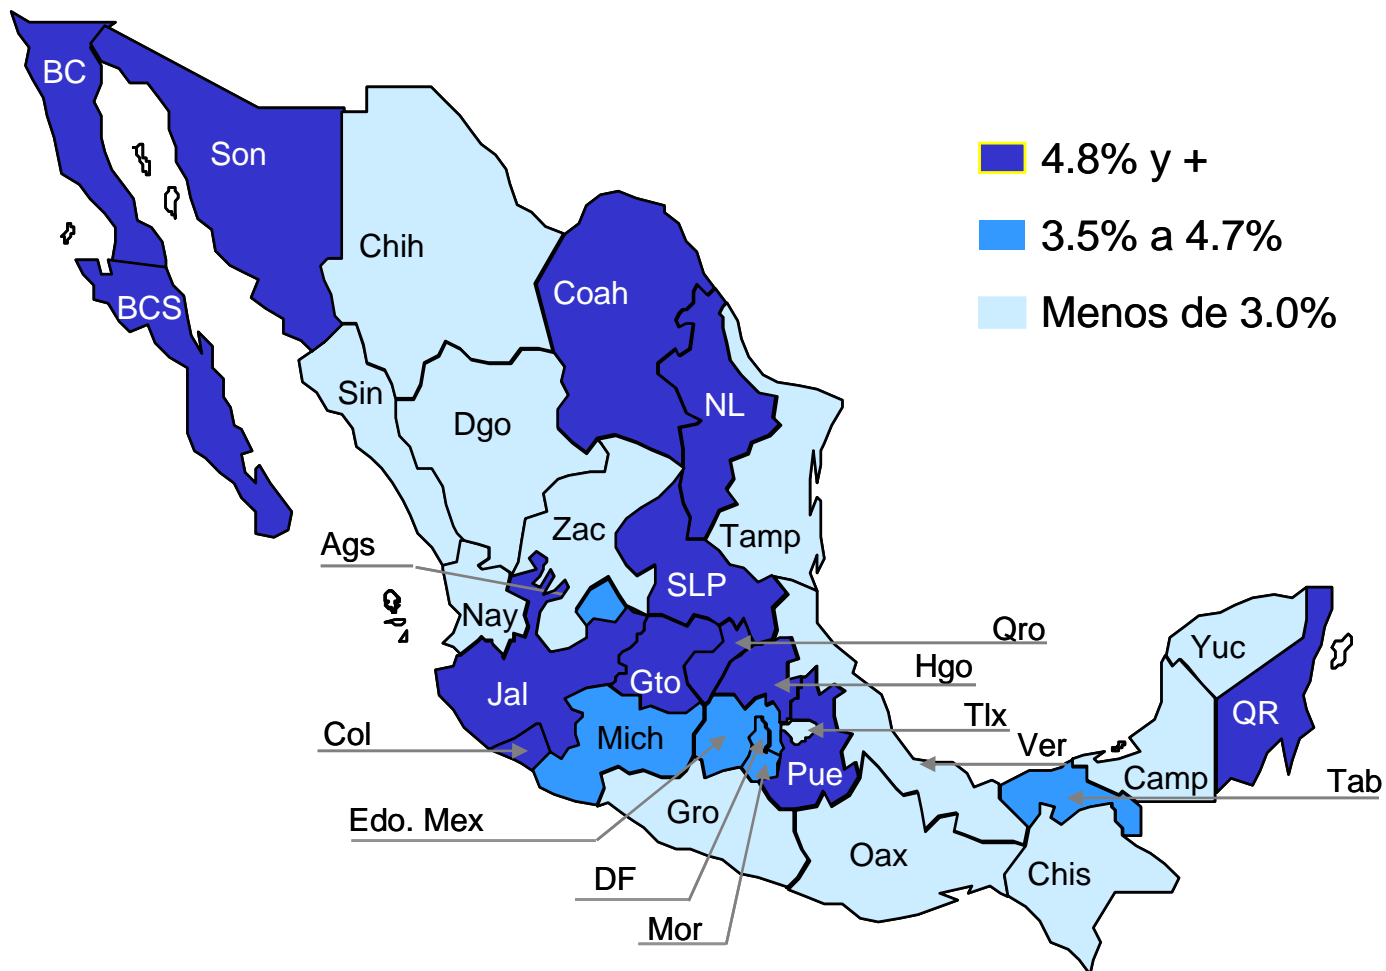 BC
Son
4.8% y +
3.5% a 4.7%
Menos de 3.0%
Chih
Coah
BCS
Sin
NL
Dgo
Zac
Tamp
Ags
SLP
Nay
Qro
Yuc
Hgo
Gto
Jal
QR
Tlx
Col
Mich
Ver
Pue
Camp
Tab
Gro
Edo. Mex
Oax
Chis
DF
Mor